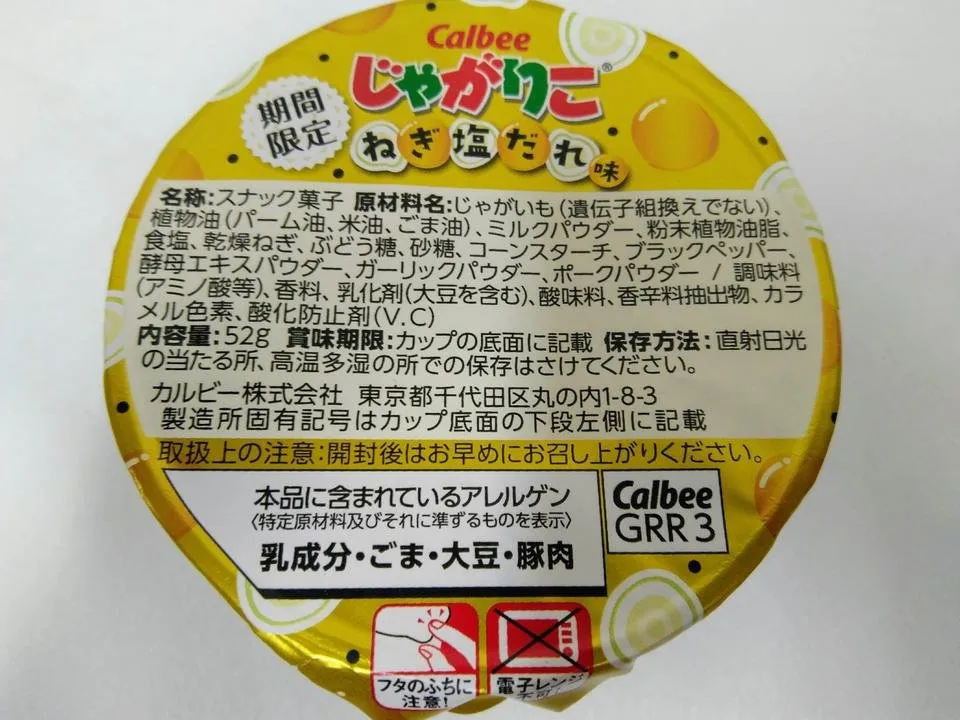 Calbee
じゃがりこ®
期間
限定
ねぎ塩だれ味
名称:スナック菓子 原材料名:じゃがいも(遺伝子組換えでない)、
植物油(パーム油、米油、ごま油)、ミルクパウダー、粉末植物油脂、
食塩、乾燥ねぎ、ぶどう糖、砂糖、コーンスターチ、ブラックペッパー、
酵母エキスパウダー、ガーリックパウダー、ポークパウダー / 調味料
(アミノ酸等)、香料、乳化剤(大豆を含む)、酸味料、香辛料抽出物、カラ
メル色素、酸化防止剤(V.C)
内容量:52g 賞味期限:カップの底面に記載 保存方法:直射日光
の当たる所、高温多湿の所での保存はさけてください。
カルビー株式会社 東京都千代田区丸の内1-8-3
製造所固有記号はカップ底面の下段左側に記載
取扱上の注意:開封後はお早めにお召し上がりください。
本品に含まれているアレルゲン
〈特定原材料及びそれに準ずるものを表示〉
乳成分・ごま・大豆・豚肉
Calbee
GRR 3
フタのふちに
注意!
電子レンジ
不可!